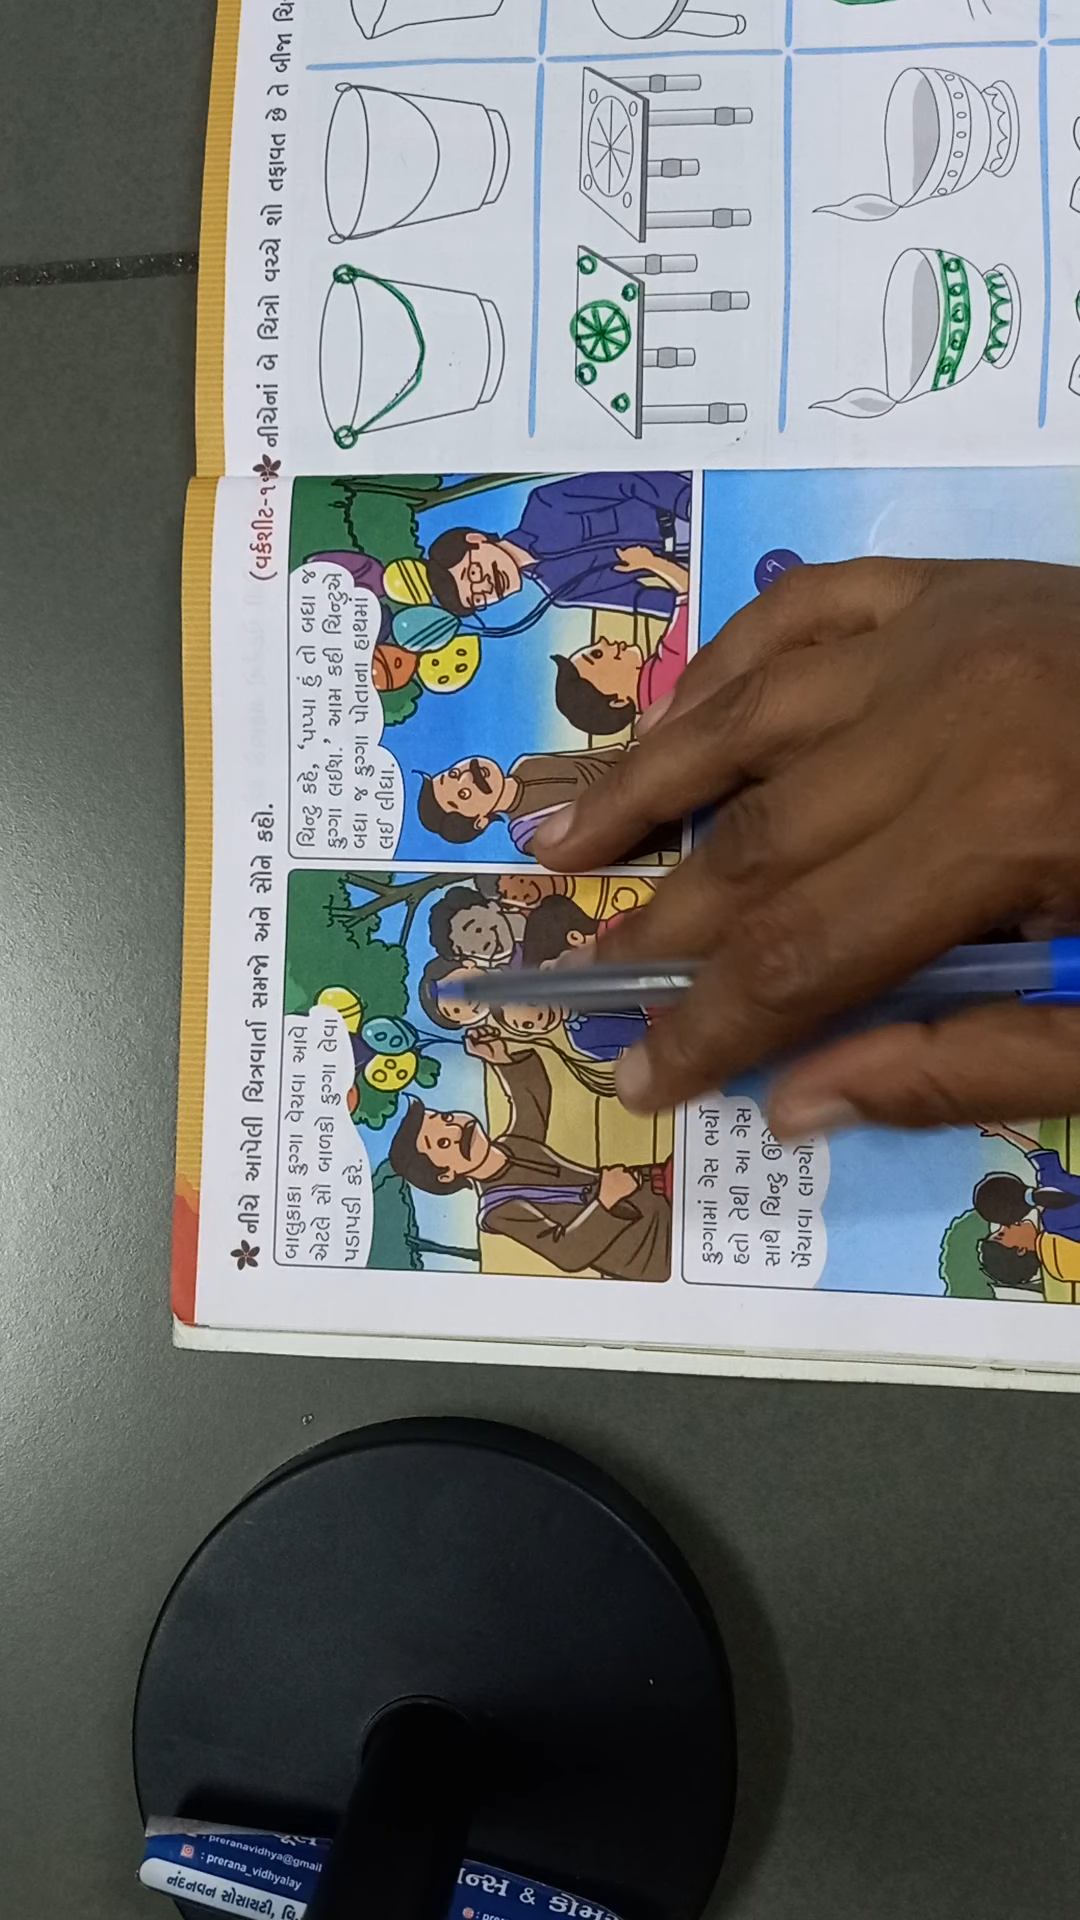 ✱ નીચે આપેલી ચિત્રવાર્તા સમજો અને સૌને કહો.
બાલુકાકા ફુગ્ગા વેચવા આવે
એટલે સૌ બાળકો ફુગ્ગા લેવા
પડાપડી કરે.
ચિન્ટુ કહે, ‘પપ્પા હું તો બધા જ
ફુગ્ગા લઈશ.’ આમ કહી ચિન્ટુએ
બધા જ ફુગ્ગા પોતાના હાથમાં
લઈ લીધા.
ફુગ્ગામાં ગેસ ભર્યો
હતો તેથી આ ગેસ
સાથે ચિન્ટુ
ખેંચાવા લાગ્યો.
(વર્કશીટ-૧
✱ નીચેનાં બે ચિત્રો વચ્ચે શો તફાવત છે તે બીજા
: preranavidhya@gmail
: prerana_vidhyalay
નંદનવન સોસાયટી, વિ.
ન્સ & કોમ